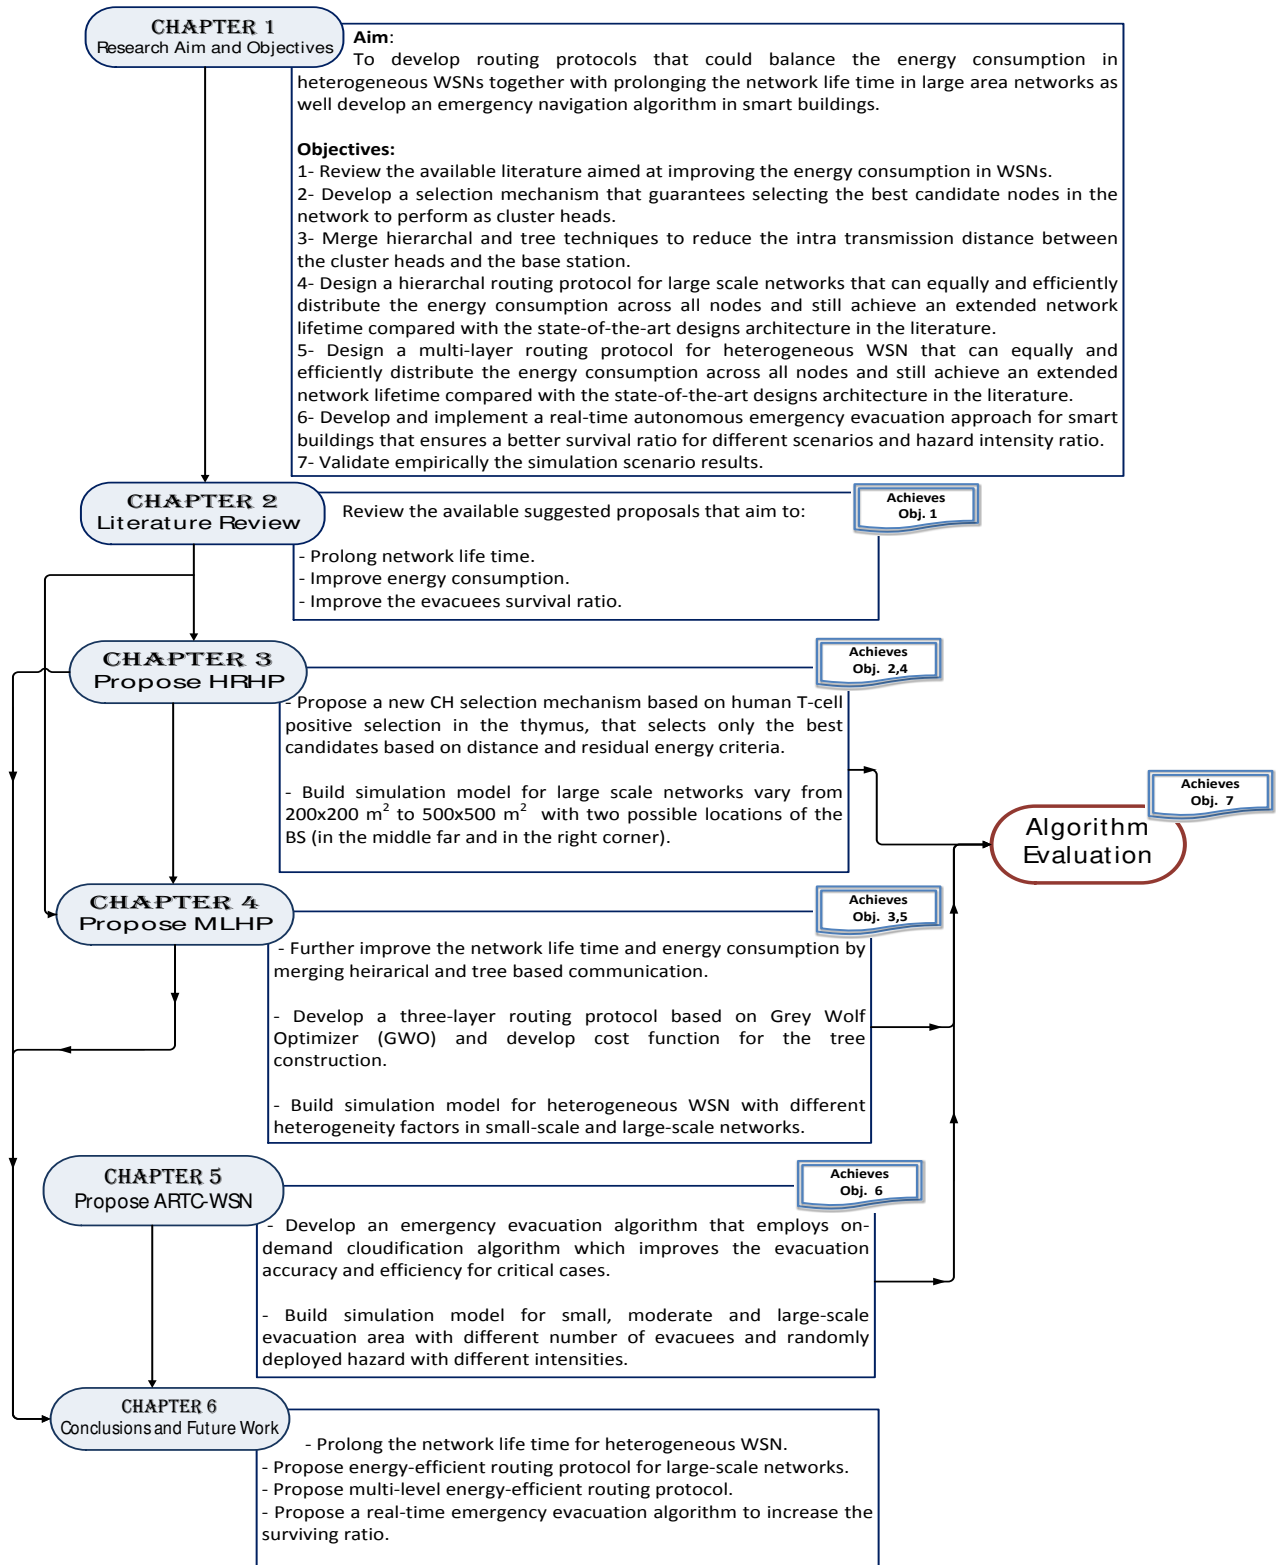 CHAPTER 1
Research Aim and Objectives
Aim:
To develop routing protocols that could balance the energy consumption in
heterogeneous WSNs together with prolonging the network life time in large area networks as
well develop an emergency navigation algorithm in smart buildings.
Objectives:
1- Review the available literature aimed at improving the energy consumption in WSNs.
2- Develop a selection mechanism that guarantees selecting the best candidate nodes in the
network to perform as cluster heads.
3- Merge hierarchal and tree techniques to reduce the intra transmission distance between
the cluster heads and the base station.
4- Design a hierarchal routing protocol for large scale networks that can equally and efficiently
distribute the energy consumption across all nodes and still achieve an extended network
lifetime compared with the state-of-the-art designs architecture in the literature.
5- Design a multi-layer routing protocol for heterogeneous WSN that can equally and
efficiently distribute the energy consumption across all nodes and still achieve an extended
network lifetime compared with the state-of-the-art designs architecture in the literature.
6- Develop and implement a real-time autonomous emergency evacuation approach for smart
buildings that ensures a better survival ratio for different scenarios and hazard intensity ratio.
7- Validate empirically the simulation scenario results.
CHAPTER 2
Literature Review
Achieves
Obj. 1
Review the available suggested proposals that aim to:
- Prolong network life time.
- Improve energy consumption.
- Improve the evacuees survival ratio.
CHAPTER 3
Propose HRHP
Achieves
Obj. 2,4
- Propose a new CH selection mechanism based on human T-cell
positive selection in the thymus, that selects only the best
candidates based on distance and residual energy criteria.
- Build simulation model for large scale networks vary from
200x200 m² to 500x500 m² with two possible locations of the
BS (in the middle far and in the right corner).
Achieves
Obj. 7
Algorithm
Evaluation
CHAPTER 4
Propose MLHP
Achieves
Obj. 3,5
- Further improve the network life time and energy consumption by
merging heirarical and tree based communication.
- Develop a three-layer routing protocol based on Grey Wolf
Optimizer (GWO) and develop cost function for the tree
construction.
- Build simulation model for heterogeneous WSN with different
heterogeneity factors in small-scale and large-scale networks.
CHAPTER 5
Propose ARTC-WSN
Achieves
Obj. 6
- Develop an emergency evacuation algorithm that employs on-
demand cloudification algorithm which improves the evacuation
accuracy and efficiency for critical cases.
- Build simulation model for small, moderate and large-scale
evacuation area with different number of evacuees and randomly
deployed hazard with different intensities.
CHAPTER 6
Conclusions and Future Work
- Prolong the network life time for heterogeneous WSN.
- Propose energy-efficient routing protocol for large-scale networks.
- Propose multi-level energy-efficient routing protocol.
- Propose a real-time emergency evacuation algorithm to increase the
surviving ratio.